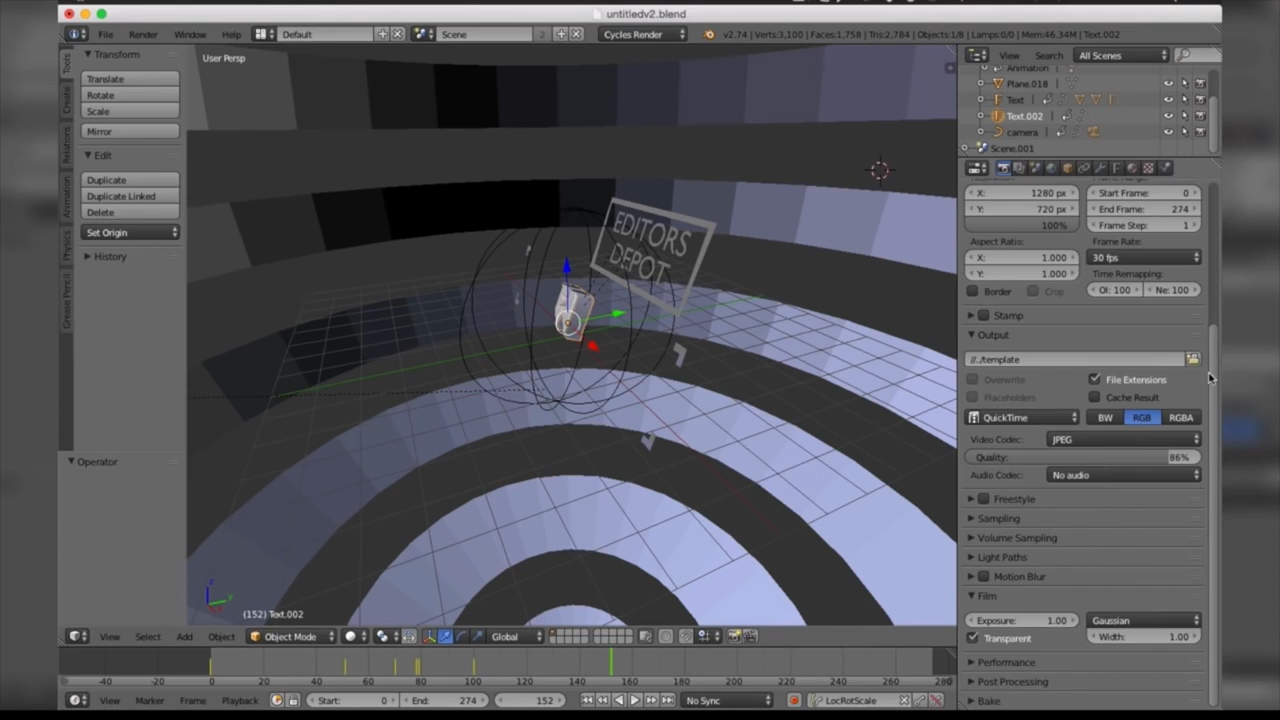 untitledv2.blend
File Render Window Help Default Scene 2 Cycles Render v2.74 | Verts:3,100 | Faces:1,758 | Tris:2,784 | Objects:1/8 | Lamps:0/0 | Mem:46.34M | Text.002
Tools
Create
Relations
Animation
Physics
Grease Pencil
Transform
Translate
Rotate
Scale
Mirror
Edit
Duplicate
Duplicate Linked
Delete
Set Origin
History
Operator
User Persp
EDITORS
DEPOT
(152) Text.002
View Select Add Object Object Mode Global
-40 -20 0 20 40 60 80 100 120 140 160 180 200 220 240 260 280
View Marker Frame Playback Start: 0 End: 274 152 No Sync LocRotScale
View Search All Scenes
Animation
Plane.018
Text
Text.002
camera
Scene.001
X: 1280 px Start Frame: 0
Y: 720 px End Frame: 274
100% Frame Step: 1
Aspect Ratio: Frame Rate:
X: 1.000 30 fps
Y: 1.000 Time Remapping:
Border Crop Ol: 100 Ne: 100
Stamp
Output
//../template
Overwrite File Extensions
Placeholders Cache Result
QuickTime BW RGB RGBA
Video Codec: JPEG
Quality: 86%
Audio Codec: No audio
Freestyle
Sampling
Volume Sampling
Light Paths
Motion Blur
Film
Exposure: 1.00 Gaussian
Transparent Width: 1.00
Performance
Post Processing
Bake